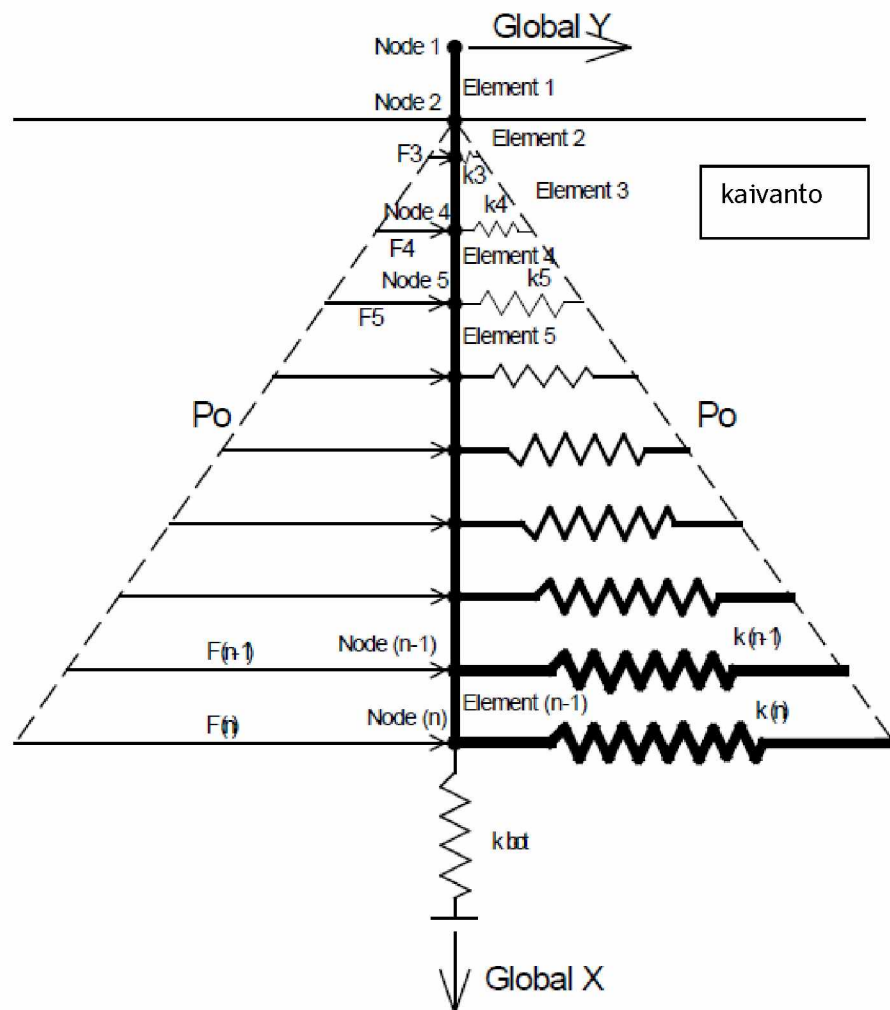 Global Y
Node 1
Element 1
Node 2
Element 2
F3
k3
Element 3
kaivanto
Node 4
k4
F4
Element 4
Node 5
k5
F5
Element 5
Po
Po
F(n-1)
Node (n-1)
k(n-1)
F(n)
Node (n)
Element (n-1)
k(n)
k bot
Global X